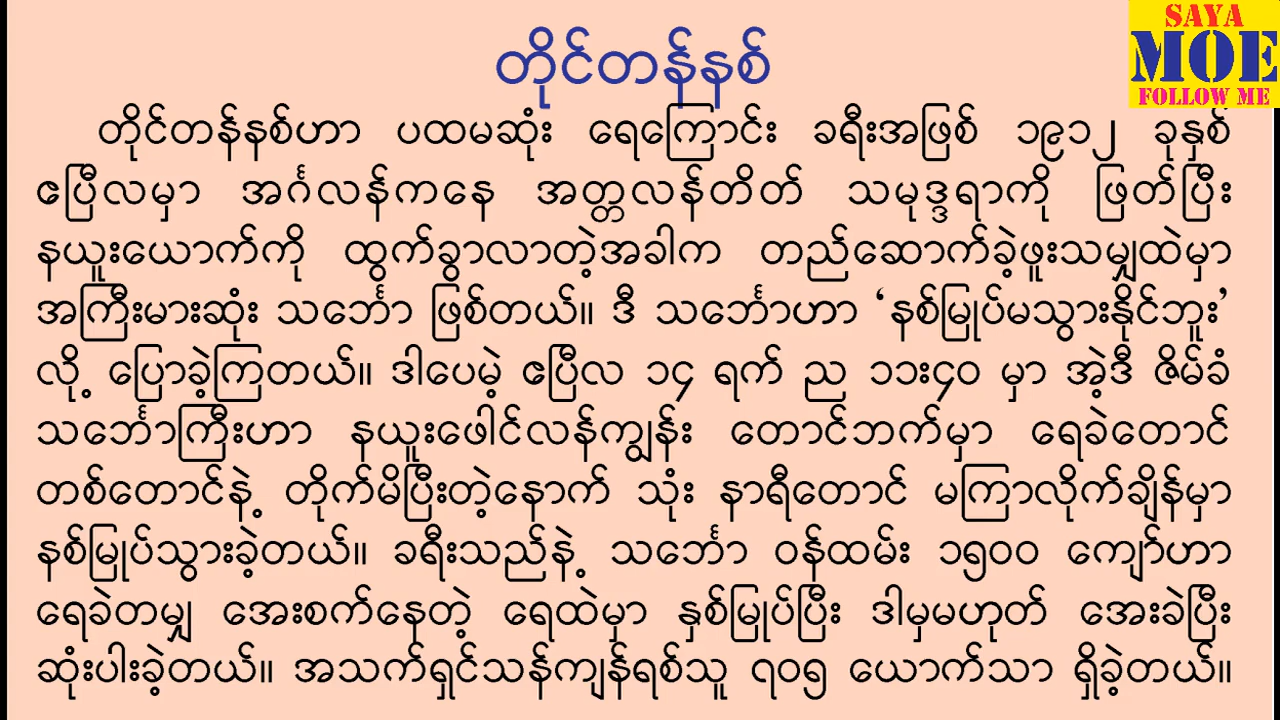 SAYA
MOE
FOLLOW ME
တိုင်တန်နစ်
တိုင်တန်နစ်ဟာ ပထမဆုံး ရေကြောင်း ခရီးအဖြစ် ၁၉၁၂ ခုနှစ်
ဧပြီလမှာ အင်္ဂလန်ကနေ အတ္တလန်တိတ် သမုဒ္ဒရာကို ဖြတ်ပြီး
နယူးယောက်ကို ထွက်ခွာလာတဲ့အခါက တည်ဆောက်ခဲ့ဖူးသမျှထဲမှာ
အကြီးမားဆုံး သင်္ဘော ဖြစ်တယ်။ ဒီ သင်္ဘောဟာ ‘နစ်မြုပ်မသွားနိုင်ဘူး’
လို့ ပြောခဲ့ကြတယ်။ ဒါပေမဲ့ ဧပြီလ ၁၄ ရက် ည ၁၁း၄၀ မှာ အဲ့ဒီ ဇိမ်ခံ
သင်္ဘောကြီးဟာ နယူးဖေါင်လန်ကျွန်း တောင်ဘက်မှာ ရေခဲတောင်
တစ်တောင်နဲ့ တိုက်မိပြီးတဲ့နောက် သုံး နာရီတောင် မကြာလိုက်ချိန်မှာ
နစ်မြုပ်သွားခဲ့တယ်။ ခရီးသည်နဲ့ သင်္ဘော ဝန်ထမ်း ၁၅၀၀ ကျော်ဟာ
ရေခဲတမျှ အေးစက်နေတဲ့ ရေထဲမှာ နှစ်မြုပ်ပြီး ဒါမှမဟုတ် အေးခဲပြီး
ဆုံးပါးခဲ့တယ်။ အသက်ရှင်သန်ကျန်ရစ်သူ ၇၀၅ ယောက်သာ ရှိခဲ့တယ်။